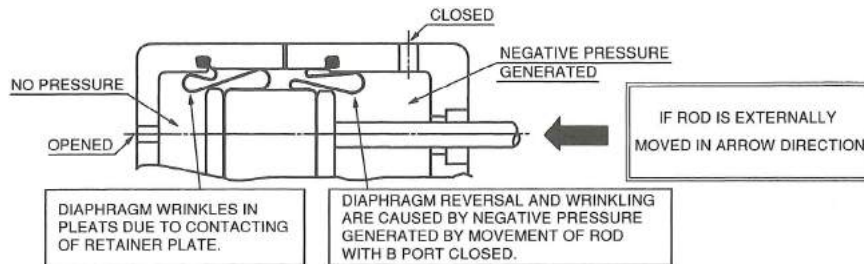 CLOSED
NEGATIVE PRESSURE
GENERATED
NO PRESSURE
OPENED
IF ROD IS EXTERNALLY
MOVED IN ARROW DIRECTION
DIAPHRAGM WRINKLES IN
PLEATS DUE TO CONTACTING
OF RETAINER PLATE.
DIAPHRAGM REVERSAL AND WRINKLING
ARE CAUSED BY NEGATIVE PRESSURE
GENERATED BY MOVEMENT OF ROD
WITH B PORT CLOSED.